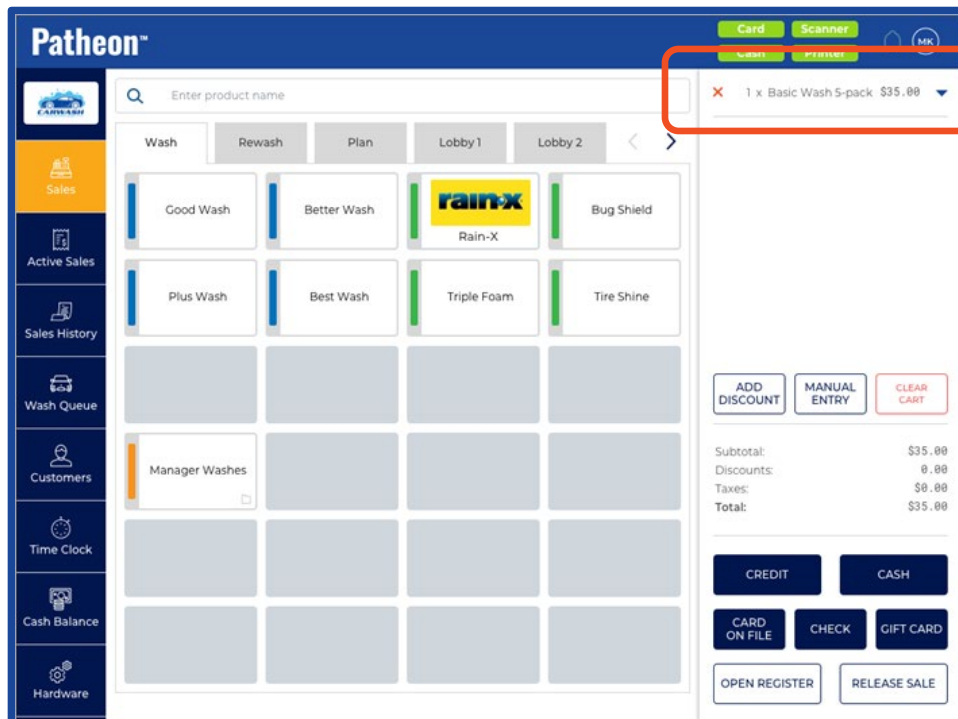 Patheon™
Card Scanner
Cash Printer
MK
CARWASH
Enter product name
1 x Basic Wash 5-pack $35.00
Wash Rewash Plan Lobby 1 Lobby 2
Sales
Active Sales
Sales History
Wash Queue
Customers
Time Clock
Cash Balance
Hardware
Good Wash
Better Wash
rain-x
Rain-X
Bug Shield
Plus Wash
Best Wash
Triple Foam
Tire Shine
Manager Washes
ADD
DISCOUNT
MANUAL
ENTRY
CLEAR
CART
Subtotal: $35.00
Discounts: 0.00
Taxes: $0.00
Total: $35.00
CREDIT
CASH
CARD
ON FILE
CHECK
GIFT CARD
OPEN REGISTER
RELEASE SALE